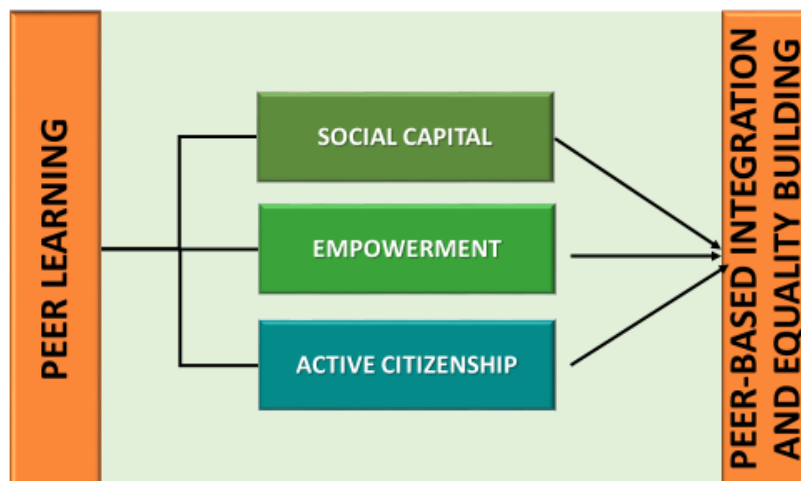 PEER LEARNING
SOCIAL CAPITAL
EMPOWERMENT
ACTIVE CITIZENSHIP
PEER-BASED INTEGRATION
AND EQUALITY BUILDING